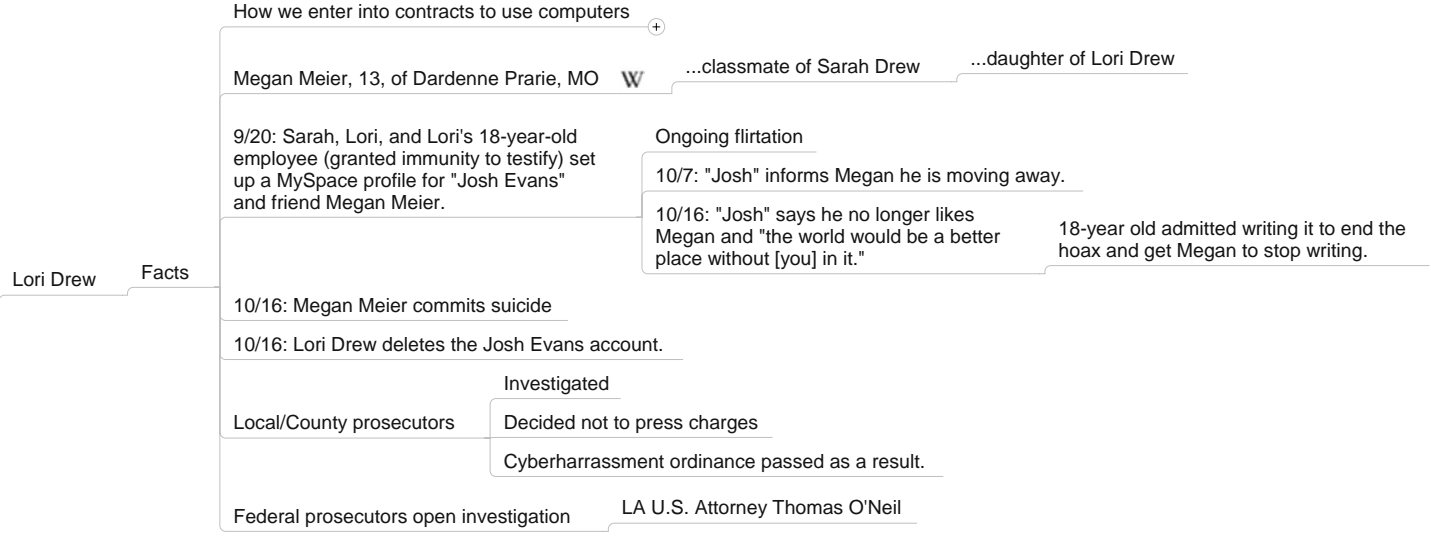 How we enter into contracts to use computers
Megan Meier, 13, of Dardenne Prarie, MO
...classmate of Sarah Drew
...daughter of Lori Drew
9/20: Sarah, Lori, and Lori's 18-year-old
employee (granted immunity to testify) set
up a MySpace profile for "Josh Evans"
and friend Megan Meier.
Ongoing flirtation
10/7: "Josh" informs Megan he is moving away.
10/16: "Josh" says he no longer likes
Megan and "the world would be a better
place without [you] in it."
18-year old admitted writing it to end the
hoax and get Megan to stop writing.
Lori Drew
Facts
10/16: Megan Meier commits suicide
10/16: Lori Drew deletes the Josh Evans account.
Local/County prosecutors
Investigated
Decided not to press charges
Cyberharrassment ordinance passed as a result.
Federal prosecutors open investigation
LA U.S. Attorney Thomas O'Neil